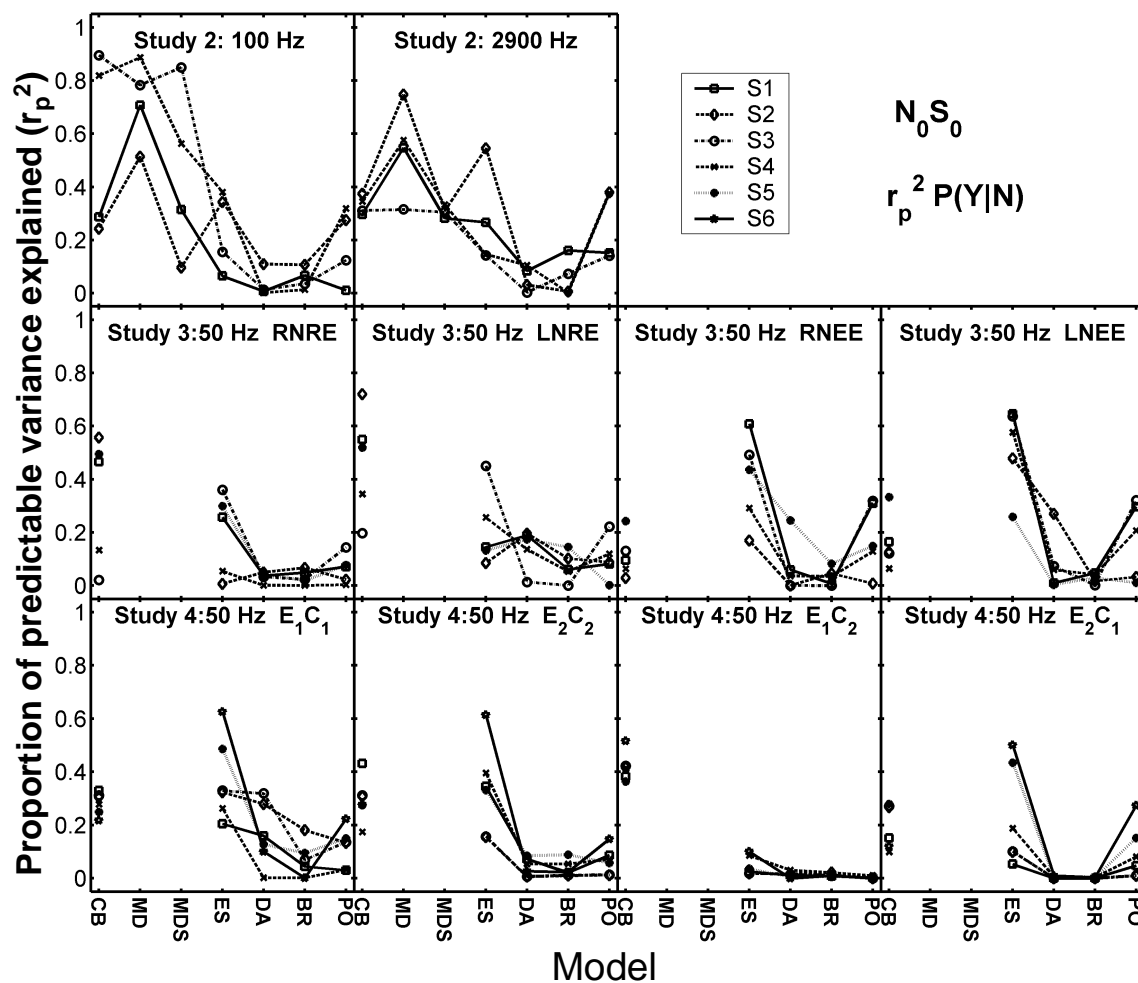 Proportion of predictable variance explained (rₚ²)
1
0.8
0.6
0.4
0.2
0
Study 2: 100 Hz
Study 2: 2900 Hz
S1
S2
S3
S4
S5
S6
N₀S₀
rₚ² P(Y|N)
0.8
0.6
0.4
0.2
0
Study 3:50 Hz RNRE
Study 3:50 Hz LNRE
Study 3:50 Hz RNEE
Study 3:50 Hz LNEE
0.8
0.6
0.4
0.2
0
Study 4:50 Hz E₁C₁
Study 4:50 Hz E₂C₂
Study 4:50 Hz E₁C₂
Study 4:50 Hz E₂C₁
CB MD MDS ES DA BR PO
CB MD MDS ES DA BR PO
CB MD MDS ES DA BR PO
CB MD MDS ES DA BR PO
Model